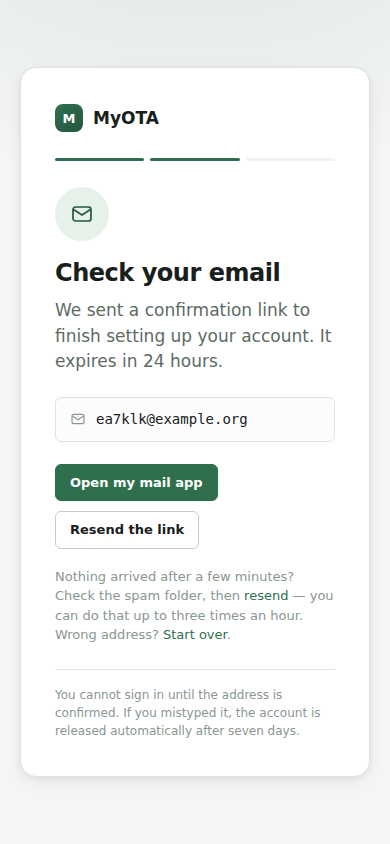 M MyOTA
Check your email
We sent a confirmation link to
finish setting up your account. It
expires in 24 hours.
ea7klk@example.org
Open my mail app
Resend the link
Nothing arrived after a few minutes?
Check the spam folder, then resend — you
can do that up to three times an hour.
Wrong address? Start over.
You cannot sign in until the address is
confirmed. If you mistyped it, the account is
released automatically after seven days.